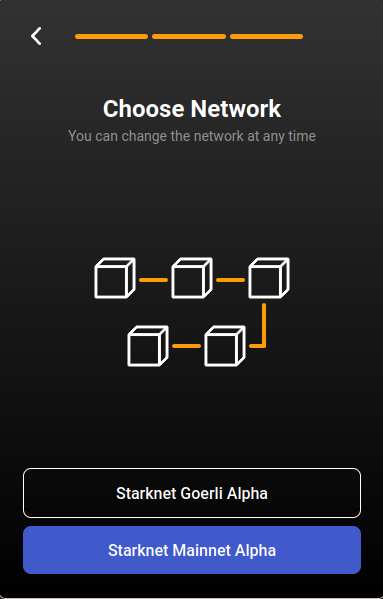 Choose Network
You can change the network at any time
Starknet Goerli Alpha
Starknet Mainnet Alpha